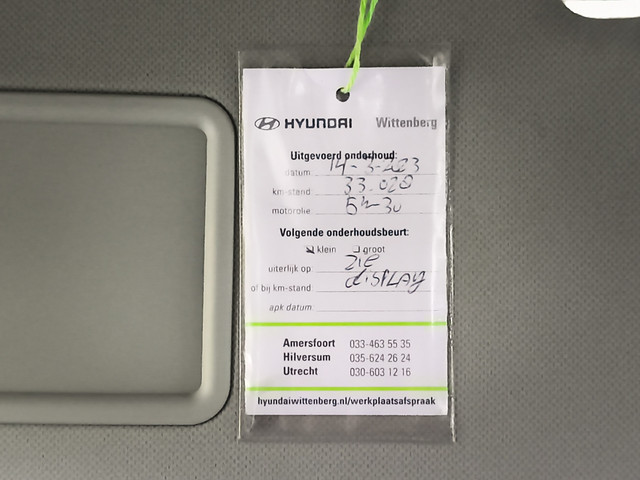 HYUNDAI Wittenberg
Uitgevoerd onderhoud:
datum 14-3-2023
km-stand 33.020
motorolie 5W-30
Volgende onderhoudsbeurt:
klein groot
uiterlijk op zie
of bij km-stand diSPLAY
apk datum
Amersfoort 033-463 55 35
Hilversum 035-624 26 24
Utrecht 030-603 12 16
hyundaiwittenberg.nl/werkplaatsafspraak